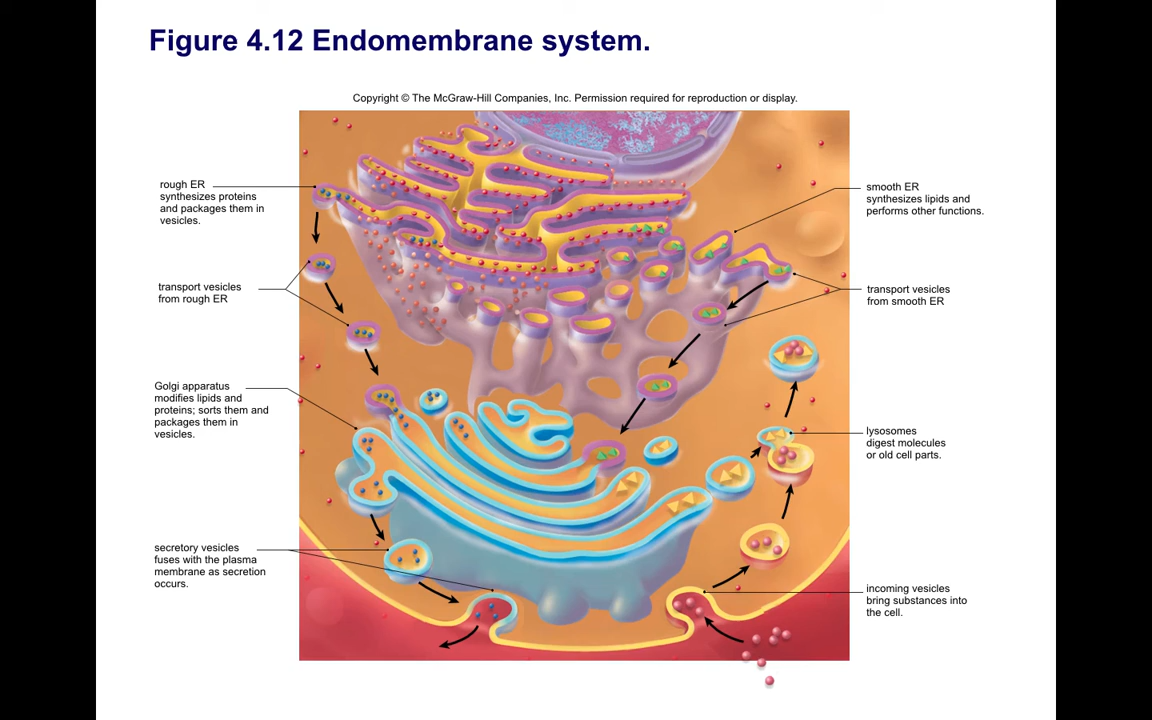 Figure 4.12 Endomembrane system.
Copyright © The McGraw-Hill Companies, Inc. Permission required for reproduction or display.
rough ER
synthesizes proteins
and packages them in
vesicles.
transport vesicles
from rough ER
Golgi apparatus
modifies lipids and
proteins; sorts them and
packages them in
vesicles.
secretory vesicles
fuses with the plasma
membrane as secretion
occurs.
smooth ER
synthesizes lipids and
performs other functions.
transport vesicles
from smooth ER
lysosomes
digest molecules
or old cell parts.
incoming vesicles
bring substances into
the cell.